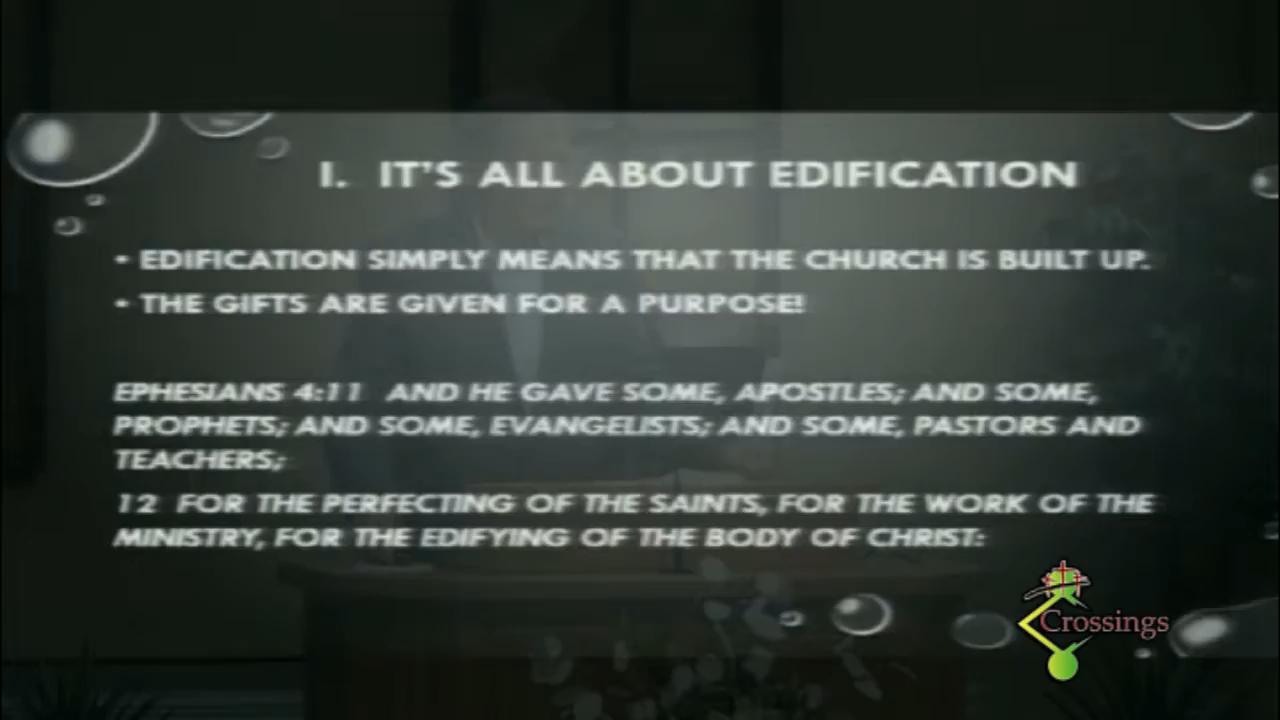 I. IT'S ALL ABOUT EDIFICATION
• EDIFICATION SIMPLY MEANS THAT THE CHURCH IS BUILT UP.
• THE GIFTS ARE GIVEN FOR A PURPOSE!
EPHESIANS 4:11 AND HE GAVE SOME, APOSTLES; AND SOME,
PROPHETS; AND SOME, EVANGELISTS; AND SOME, PASTORS AND
TEACHERS;
12 FOR THE PERFECTING OF THE SAINTS, FOR THE WORK OF THE
MINISTRY, FOR THE EDIFYING OF THE BODY OF CHRIST:
Crossings